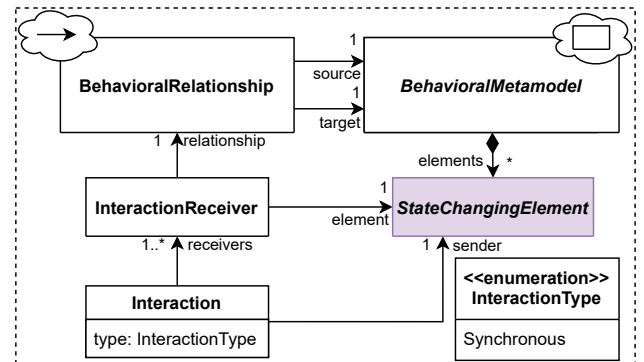 1
BehavioralRelationship
source
BehavioralMetamodel
1
target
1 relationship
elements *
InteractionReceiver
1
element
StateChangingElement
1..* receivers
1 sender
Interaction
type: InteractionType
<<enumeration>>
InteractionType
Synchronous